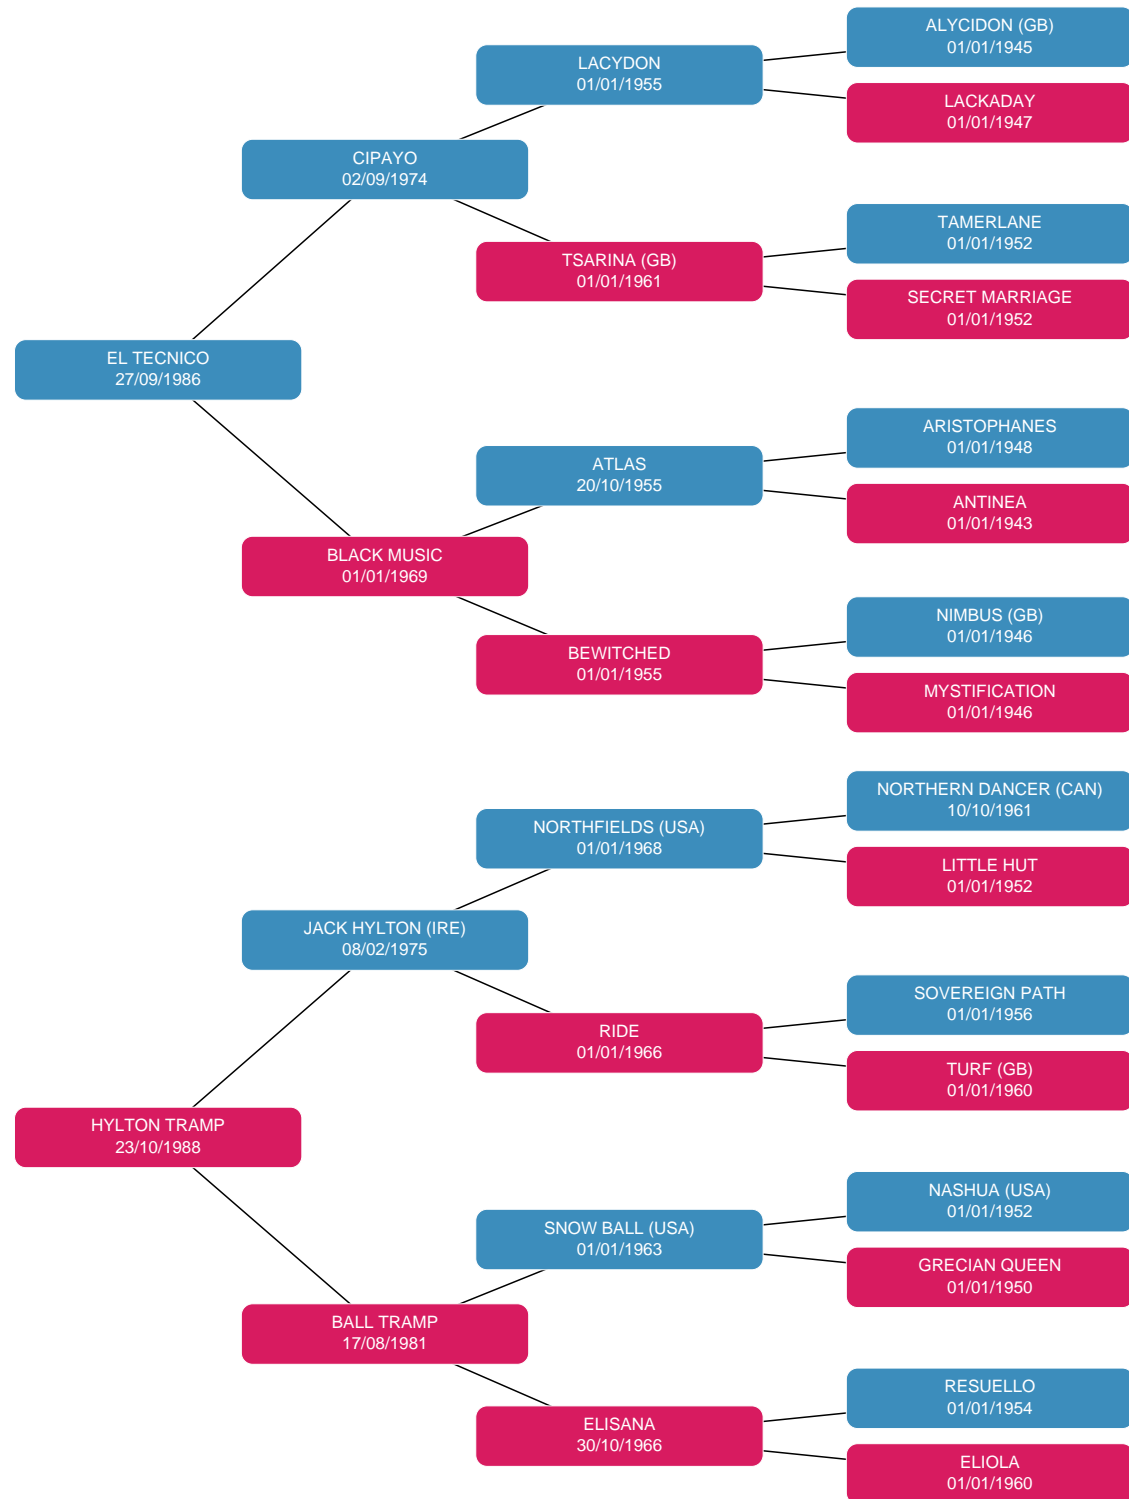 ALYCIDON (GB)
01/01/1945
LACYDON
01/01/1955
LACKADAY
01/01/1947
CIPAYO
02/09/1974
TAMERLANE
01/01/1952
TSARINA (GB)
01/01/1961
SECRET MARRIAGE
01/01/1952
EL TECNICO
27/09/1986
ARISTOPHANES
01/01/1948
ATLAS
20/10/1955
ANTINEA
01/01/1943
BLACK MUSIC
01/01/1969
NIMBUS (GB)
01/01/1946
BEWITCHED
01/01/1955
MYSTIFICATION
01/01/1946
NORTHERN DANCER (CAN)
10/10/1961
NORTHFIELDS (USA)
01/01/1968
LITTLE HUT
01/01/1952
JACK HYLTON (IRE)
08/02/1975
SOVEREIGN PATH
01/01/1956
RIDE
01/01/1966
TURF (GB)
01/01/1960
HYLTON TRAMP
23/10/1988
NASHUA (USA)
01/01/1952
SNOW BALL (USA)
01/01/1963
GRECIAN QUEEN
01/01/1950
BALL TRAMP
17/08/1981
RESUELLO
01/01/1954
ELISANA
30/10/1966
ELIOLA
01/01/1960